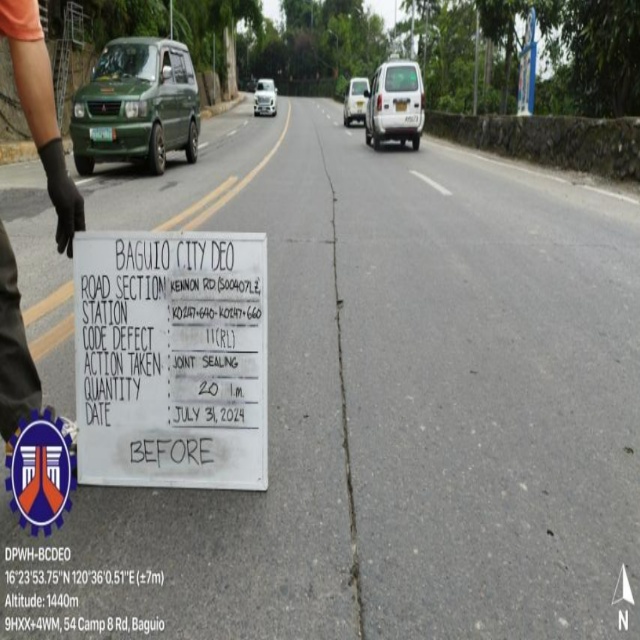 BAGUIO CITY DEO
ROAD SECTION KENNON RD (S00407LZ)
STATION K0247+640-K0247+660
CODE DEFECT : 11(RL)
ACTION TAKEN : JOINT SEALING
QUANTITY : 20 lm
DATE : JULY 31, 2024
BEFORE
DPWH-BCDEO
16°23'53.75"N 120°36'0.51"E (±7m)
Altitude: 1440m
9HXX+4WM, 54 Camp 8 Rd, Baguio
N